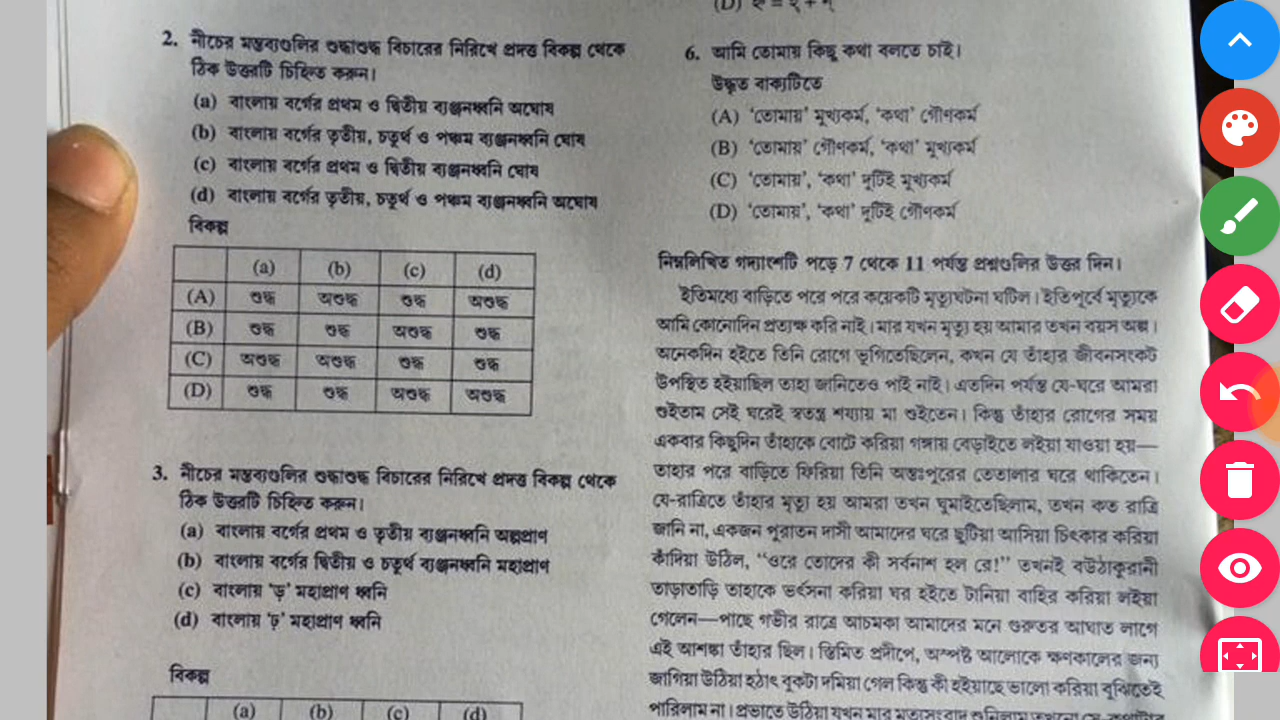 2. নীচের মন্তব্যগুলির শুদ্ধাশুদ্ধ বিচারের নিরিখে প্রদত্ত বিকল্প থেকে
ঠিক উত্তরটি চিহ্নিত করুন।
(a) বাংলায় বর্গের প্রথম ও দ্বিতীয় ব্যঞ্জনধ্বনি অঘোষ
(b) বাংলায় বর্গের তৃতীয়, চতুর্থ ও পঞ্চম ব্যঞ্জনধ্বনি ঘোষ
(c) বাংলায় বর্গের প্রথম ও দ্বিতীয় ব্যঞ্জনধ্বনি ঘোষ
(d) বাংলায় বর্গের তৃতীয়, চতুর্থ ও পঞ্চম ব্যঞ্জনধ্বনি অঘোষ
বিকল্প
(a) (b) (c) (d)
(A) শুদ্ধ অশুদ্ধ শুদ্ধ অশুদ্ধ
(B) শুদ্ধ শুদ্ধ অশুদ্ধ শুদ্ধ
(C) অশুদ্ধ অশুদ্ধ শুদ্ধ শুদ্ধ
(D) শুদ্ধ শুদ্ধ অশুদ্ধ অশুদ্ধ
3. নীচের মন্তব্যগুলির শুদ্ধাশুদ্ধ বিচারের নিরিখে প্রদত্ত বিকল্প থেকে
ঠিক উত্তরটি চিহ্নিত করুন।
(a) বাংলায় বর্গের প্রথম ও তৃতীয় ব্যঞ্জনধ্বনি অল্পপ্রাণ
(b) বাংলায় বর্গের দ্বিতীয় ও চতুর্থ ব্যঞ্জনধ্বনি মহাপ্রাণ
(c) বাংলায় 'ড়' মহাপ্রাণ ধ্বনি
(d) বাংলায় 'ঢ়' মহাপ্রাণ ধ্বনি
বিকল্প
(a) (b) (c) (d)
(D)
6. আমি তোমায় কিছু কথা বলতে চাই।
উদ্ধৃত বাক্যটিতে
(A) 'তোমায়' মুখ্যকর্ম, 'কথা' গৌণকর্ম
(B) 'তোমায়' গৌণকর্ম, 'কথা' মুখ্যকর্ম
(C) 'তোমায়', 'কথা' দুটিই মুখ্যকর্ম
(D) 'তোমায়', 'কথা' দুটিই গৌণকর্ম
নিম্নলিখিত গদ্যাংশটি পড়ে 7 থেকে 11 পর্যন্ত প্রশ্নগুলির উত্তর দিন।
ইতিমধ্যে বাড়িতে পরে পরে কয়েকটি মৃত্যুঘটনা ঘটিল। ইতিপূর্বে মৃত্যুকে
আমি কোনোদিন প্রত্যক্ষ করি নাই। মার যখন মৃত্যু হয় আমার তখন বয়স অল্প।
অনেকদিন হইতে তিনি রোগে ভুগিতেছিলেন, কখন যে তাঁহার জীবনসংকট
উপস্থিত হইয়াছিল তাহা জানিতেও পাই নাই। এতদিন পর্যন্ত যে-ঘরে আমরা
শুইতাম সেই ঘরেই স্বতন্ত্র শয্যায় মা শুইতেন। কিন্তু তাঁহার রোগের সময়
একবার কিছুদিন তাঁহাকে বোটে করিয়া গঙ্গায় বেড়াইতে লইয়া যাওয়া হয়—
তাহার পরে বাড়িতে ফিরিয়া তিনি অন্তঃপুরের তেতালার ঘরে থাকিতেন।
যে-রাত্রিতে তাঁহার মৃত্যু হয় আমরা তখন ঘুমাইতেছিলাম, তখন কত রাত্রি
জানি না, একজন পুরাতন দাসী আমাদের ঘরে ছুটিয়া আসিয়া চিৎকার করিয়া
কাঁদিয়া উঠিল, "ওরে তোদের কী সর্বনাশ হল রে!" তখনই বউঠাকুরানী
তাড়াতাড়ি তাহাকে ভর্ৎসনা করিয়া ঘর হইতে টানিয়া বাহির করিয়া লইয়া
গেলেন—পাছে গভীর রাত্রে আচমকা আমাদের মনে গুরুতর আঘাত লাগে
এই আশঙ্কা তাঁহার ছিল। স্তিমিত প্রদীপে, অস্পষ্ট আলোকে ক্ষণকালের জন্য
জাগিয়া উঠিয়া হঠাৎ বুকটা দমিয়া গেল কিন্তু কী হইয়াছে ভালো করিয়া বুঝিতেই
পারিলাম না। প্রভাতে উঠিয়া যখন মার মৃত্যুসংবাদ শুনিলাম